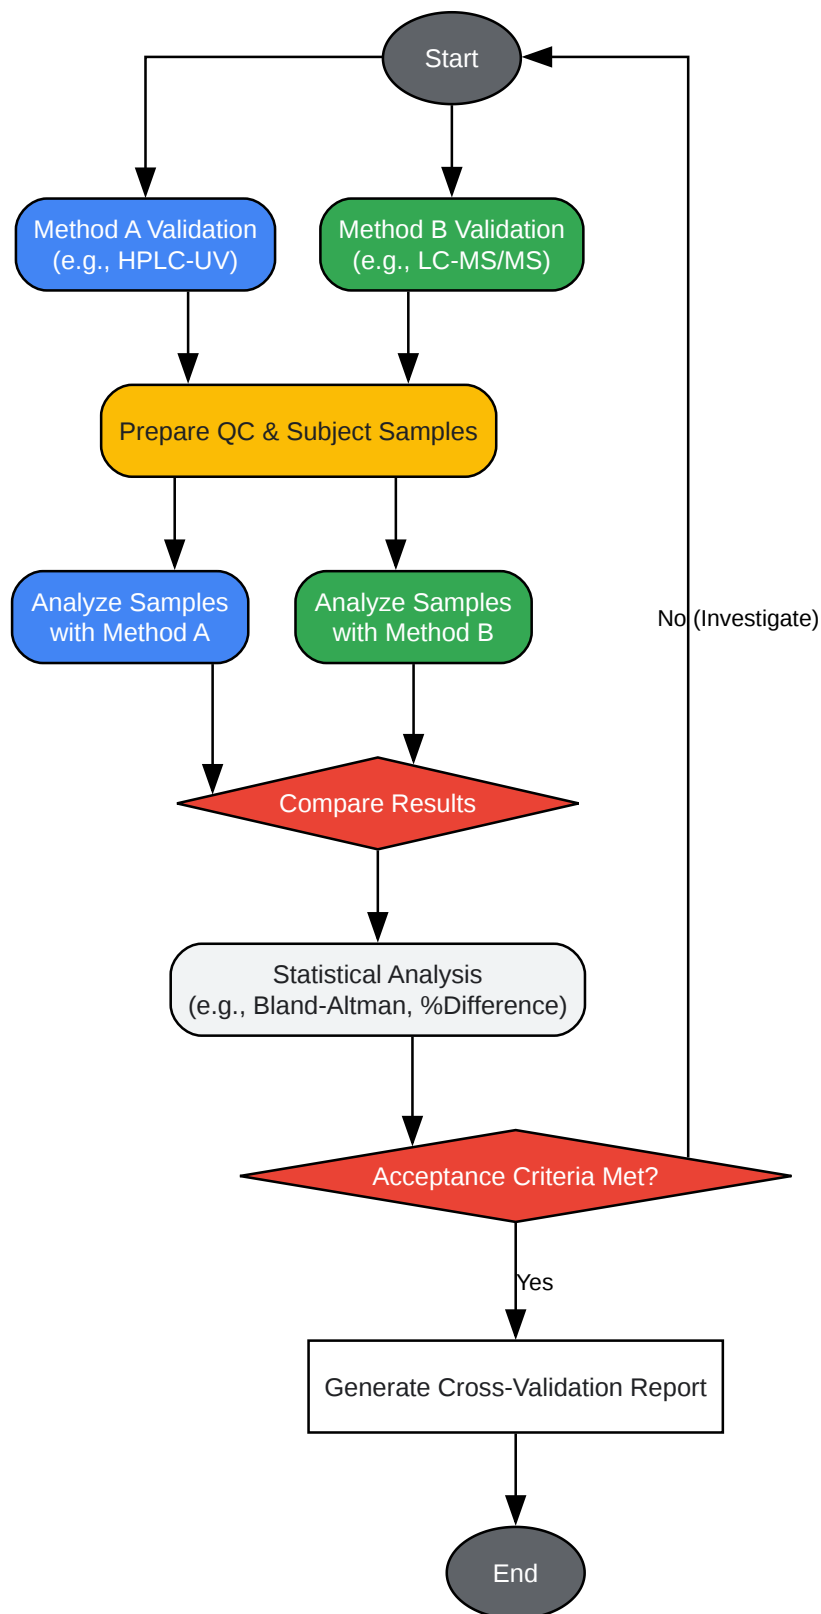 Start
Method A Validation
(e.g., HPLC-UV)
Method B Validation
(e.g., LC-MS/MS)
Prepare QC & Subject Samples
Analyze Samples
with Method A
Analyze Samples
with Method B
No (Investigate)
Compare Results
Statistical Analysis
(e.g., Bland-Altman, %Difference)
Acceptance Criteria Met?
Yes
Generate Cross-Validation Report
End